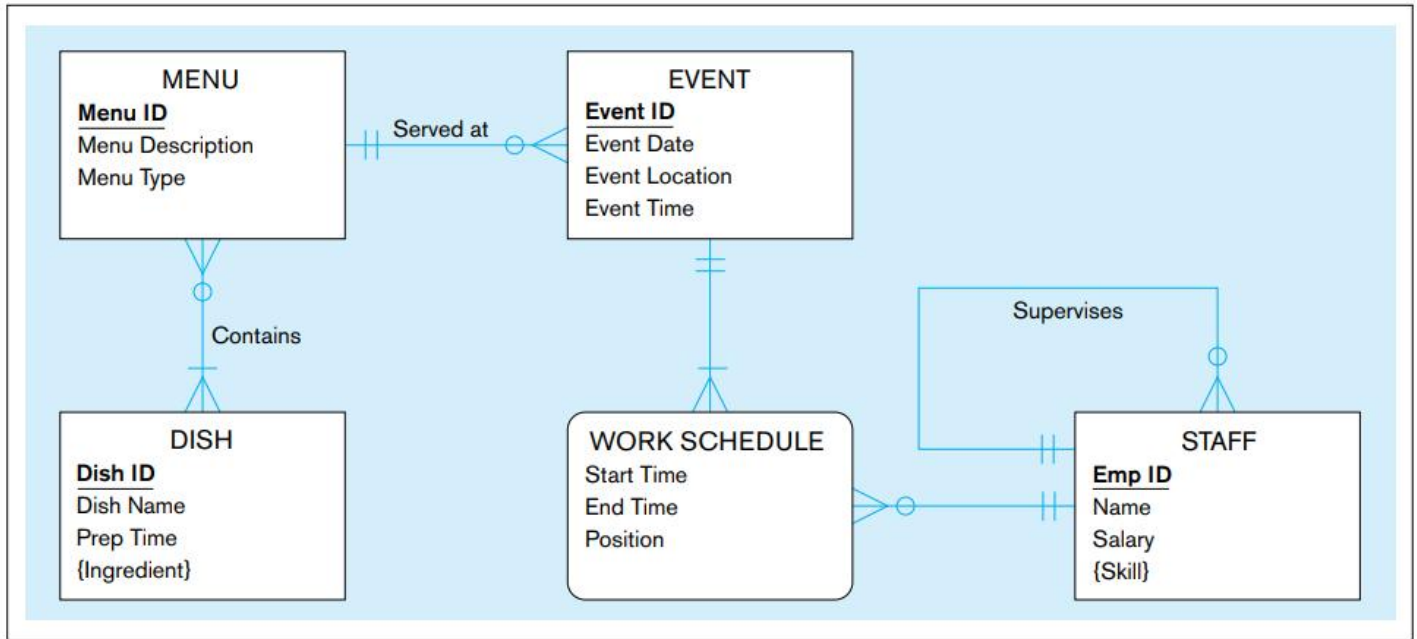 MENU
Menu ID
Menu Description
Menu Type
Served at
EVENT
Event ID
Event Date
Event Location
Event Time
Contains
Supervises
DISH
Dish ID
Dish Name
Prep Time
{Ingredient}
WORK SCHEDULE
Start Time
End Time
Position
STAFF
Emp ID
Name
Salary
{Skill}